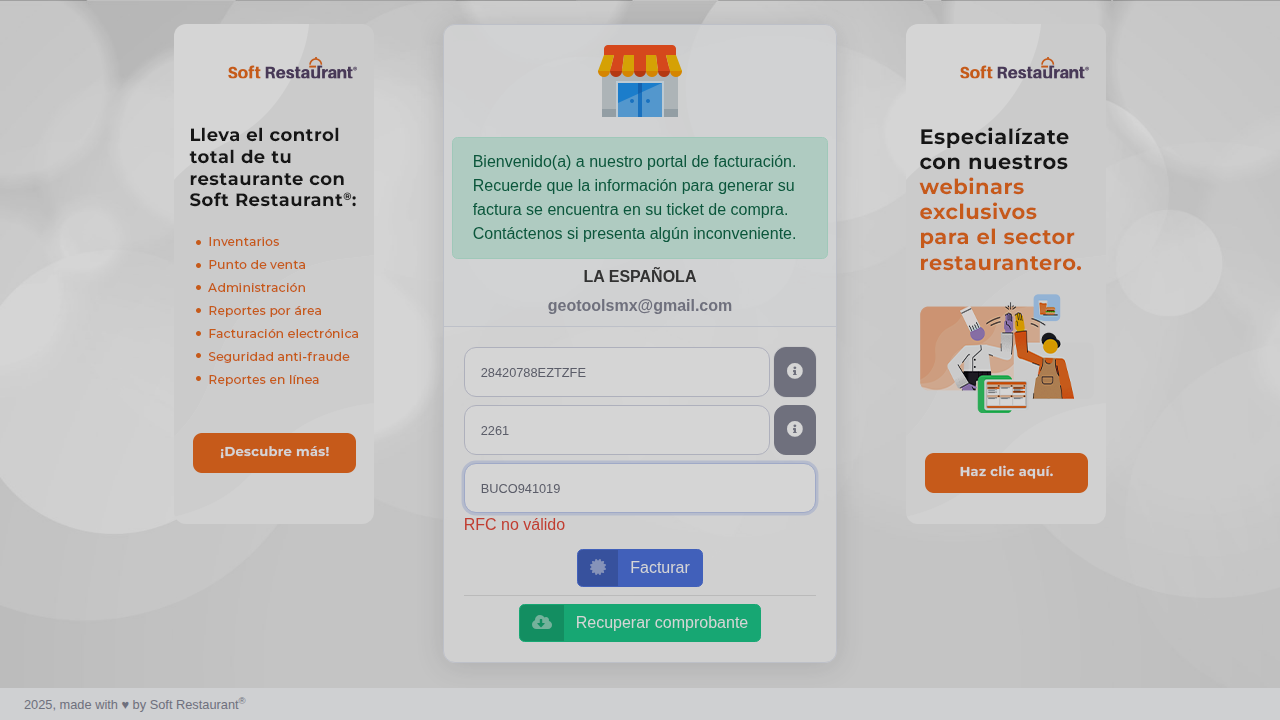 Soft Restaurant®
Lleva el control
total de tu
restaurante con
Soft Restaurant®:
Inventarios
Punto de venta
Administración
Reportes por área
Facturación electrónica
Seguridad anti-fraude
Reportes en línea
¡Descubre más!
Bienvenido(a) a nuestro portal de facturación.
Recuerde que la información para generar su
factura se encuentra en su ticket de compra.
Contáctenos si presenta algún inconveniente.
LA ESPAÑOLA
geotoolsmx@gmail.com
28420788EZTZFE
2261
BUCO941019
RFC no válido
Facturar
Recuperar comprobante
Soft Restaurant®
Especialízate
con nuestros
webinars
exclusivos
para el sector
restaurantero.
Haz clic aquí.
2025, made with ♥ by Soft Restaurant®